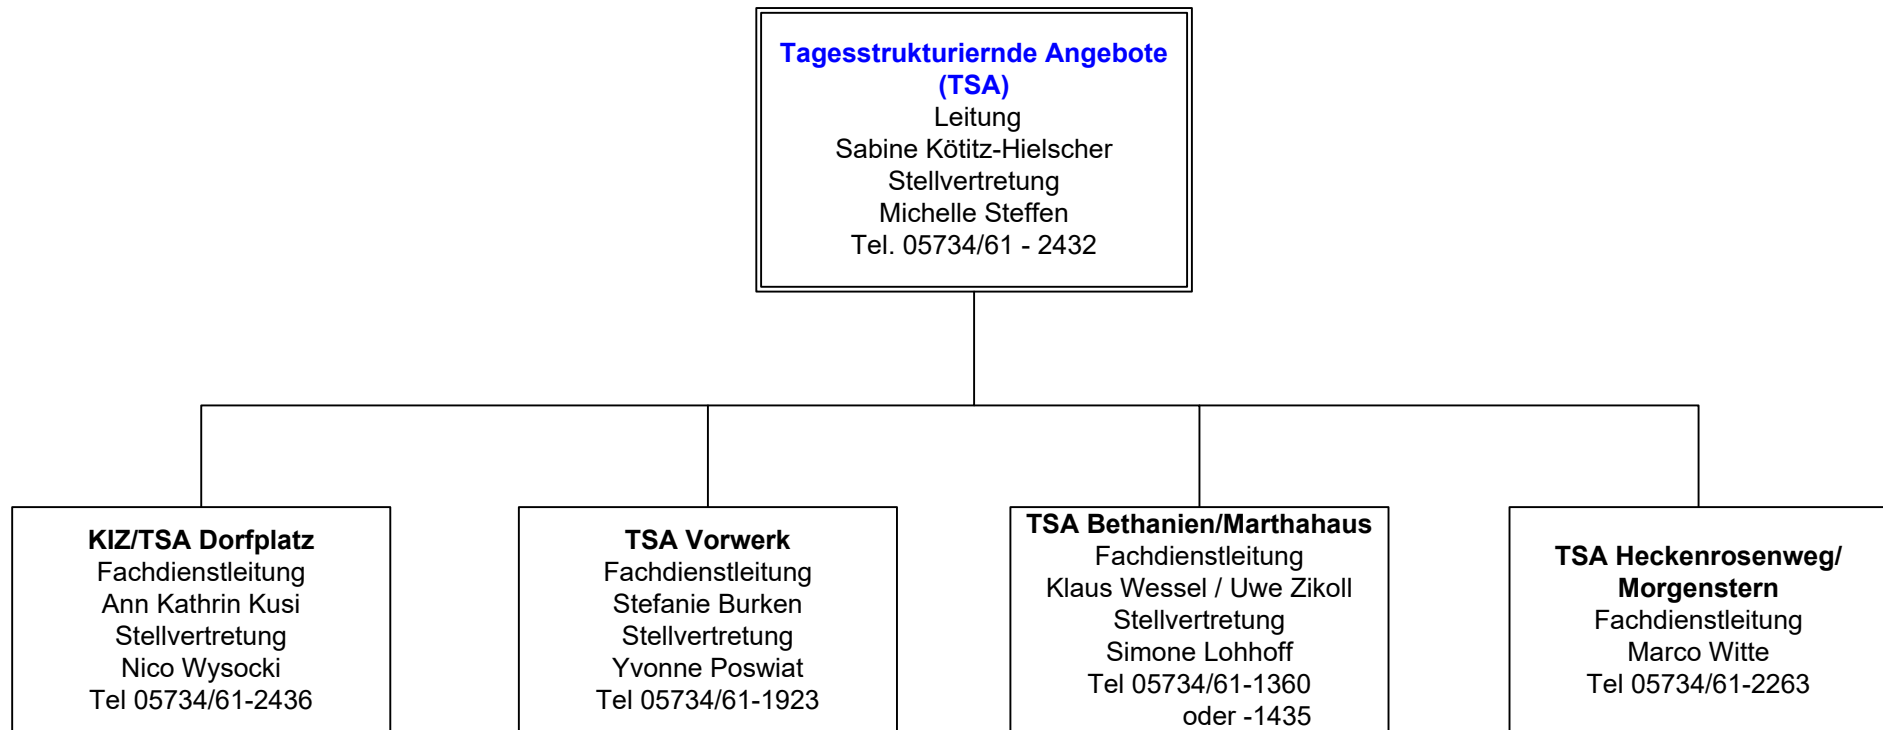 Tagesstrukturiernde Angebote
(TSA)
Leitung
Sabine Kötitz-Hielscher
Stellvertretung
Michelle Steffen
Tel. 05734/61 - 2432
KIZ/TSA Dorfplatz
Fachdienstleitung
Ann Kathrin Kusi
Stellvertretung
Nico Wysocki
Tel 05734/61-2436
TSA Vorwerk
Fachdienstleitung
Stefanie Burken
Stellvertretung
Yvonne Poswiat
Tel 05734/61-1923
TSA Bethanien/Marthahaus
Fachdienstleitung
Klaus Wessel / Uwe Zikoll
Stellvertretung
Simone Lohhoff
Tel 05734/61-1360
oder -1435
TSA Heckenrosenweg/
Morgenstern
Fachdienstleitung
Marco Witte
Tel 05734/61-2263